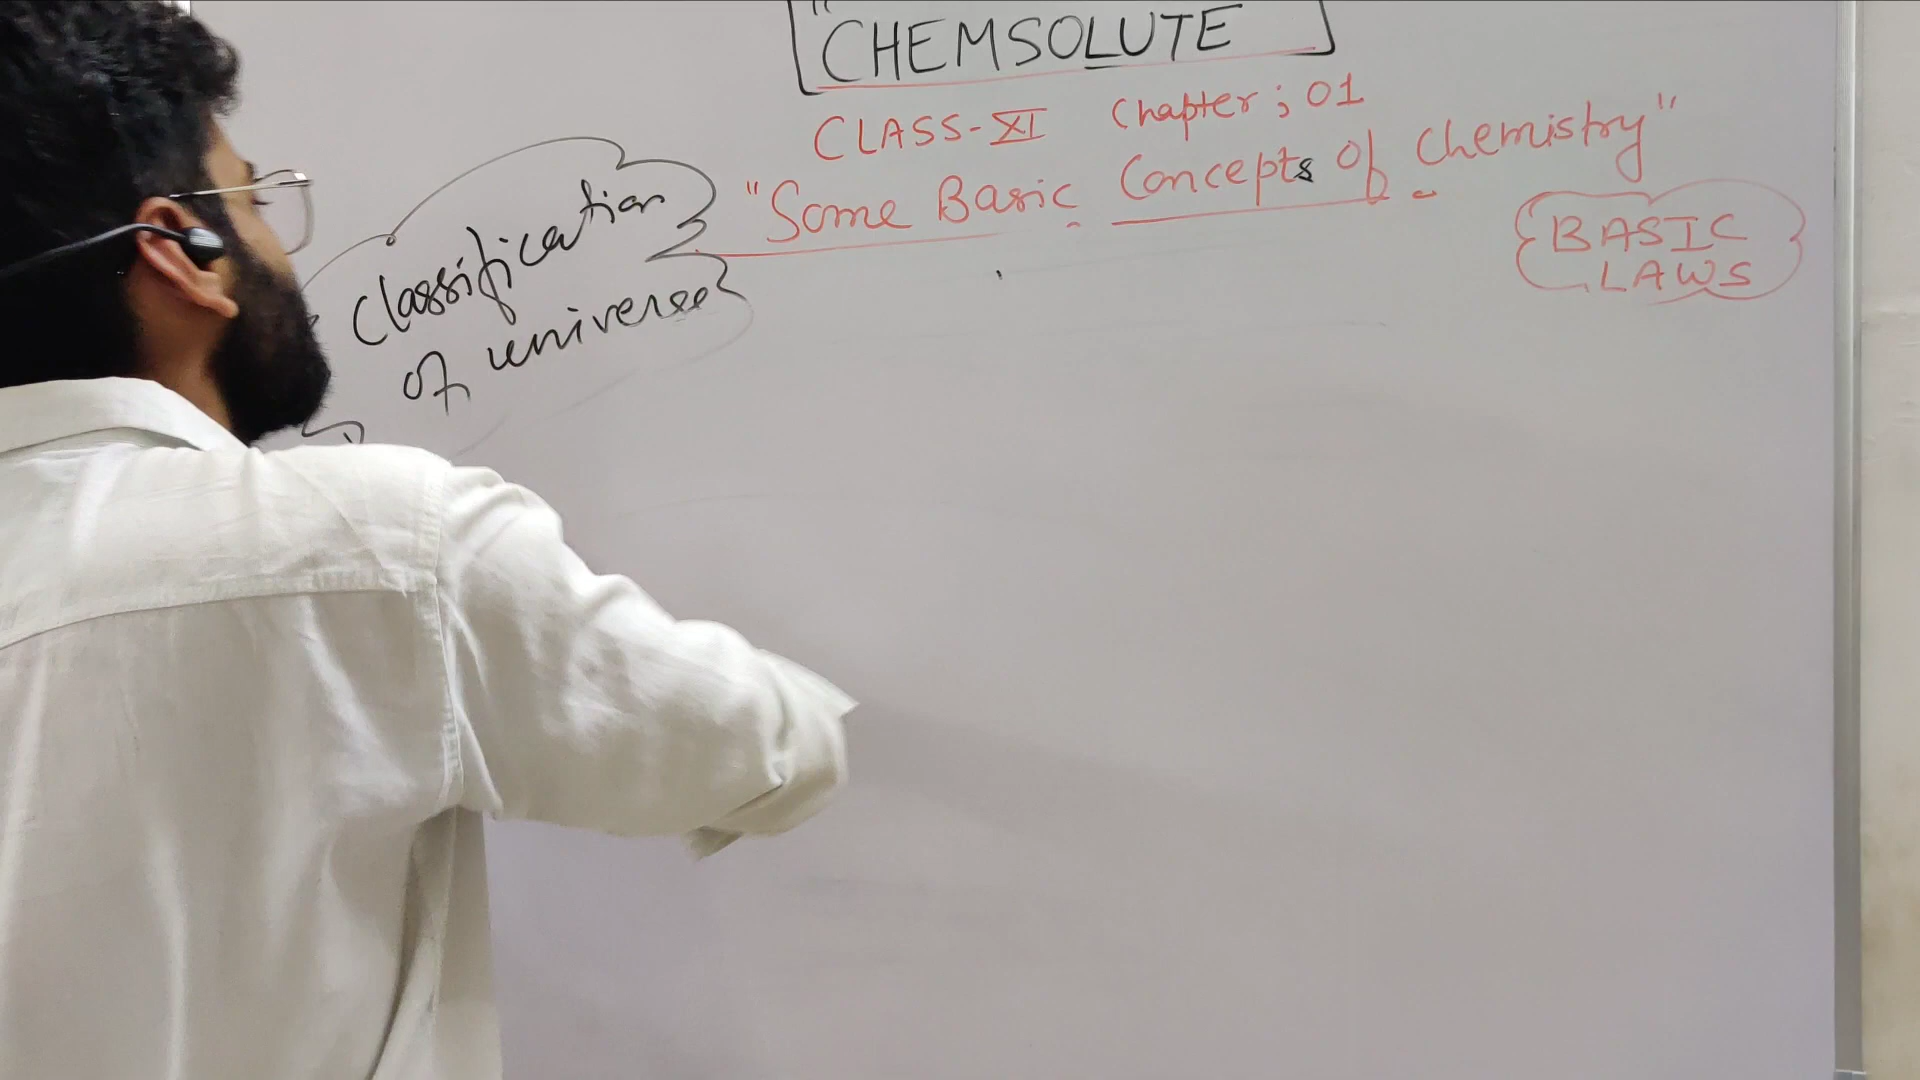 "CHEMSOLUTE
CLASS-XI Chapter ; 01
"Some Basic Concepts Of Chemistry"
Classification
of universe
BASIC
LAWS